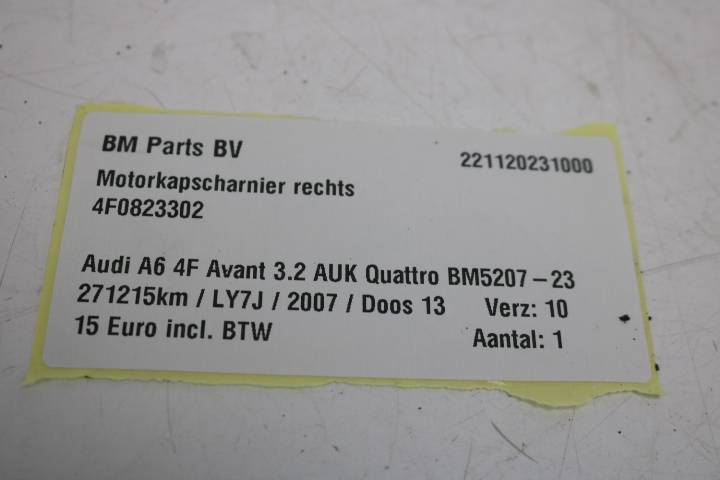 BM Parts BV 221120231000
Motorkapscharnier rechts
4F0823302
Audi A6 4F Avant 3.2 AUK Quattro BM5207-23
271215km / LY7J / 2007 / Doos 13 Verz: 10
15 Euro incl. BTW Aantal: 1